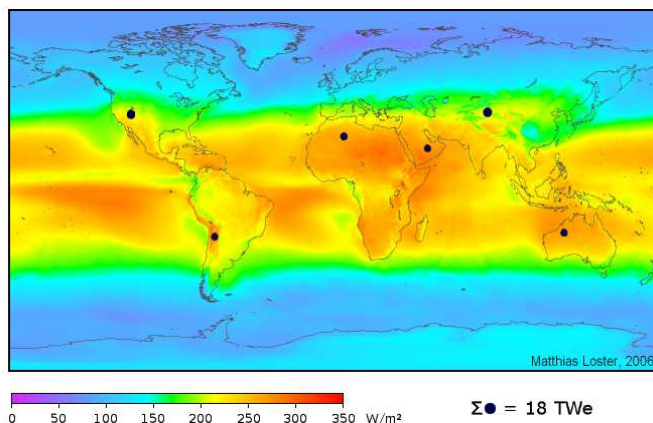 Matthias Loster, 2006
0 50 100 150 200 250 300 350 W/m²
Σ● = 18 TWe